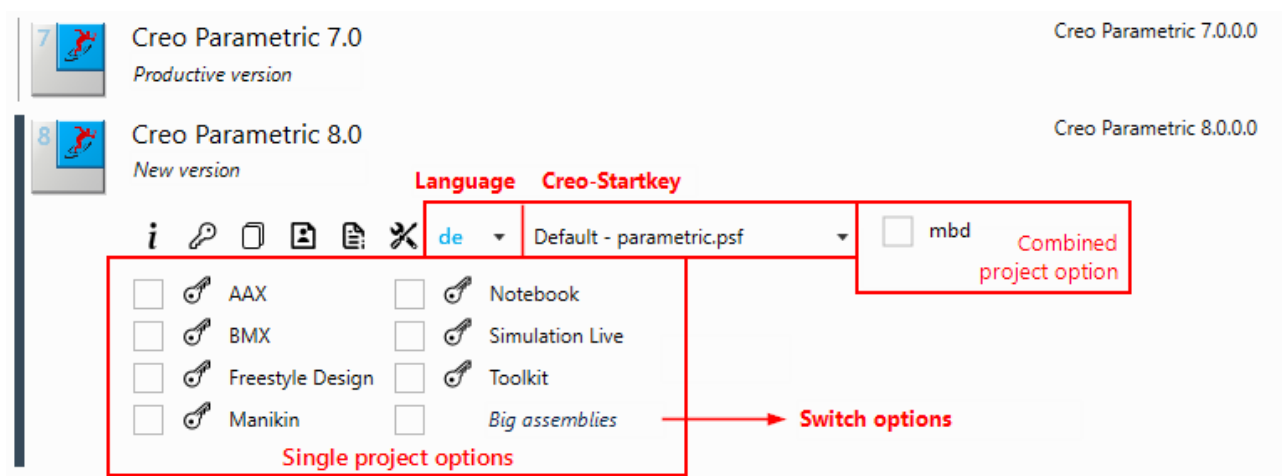 7
Creo Parametric 7.0
Creo Parametric 7.0.0.0
Productive version
8
Creo Parametric 8.0
Creo Parametric 8.0.0.0
New version
Language Creo-Startkey
i de Default - parametric.psf mbd
Combined
project option
AAX Notebook
BMX Simulation Live
Freestyle Design Toolkit
Manikin Big assemblies Switch options
Single project options